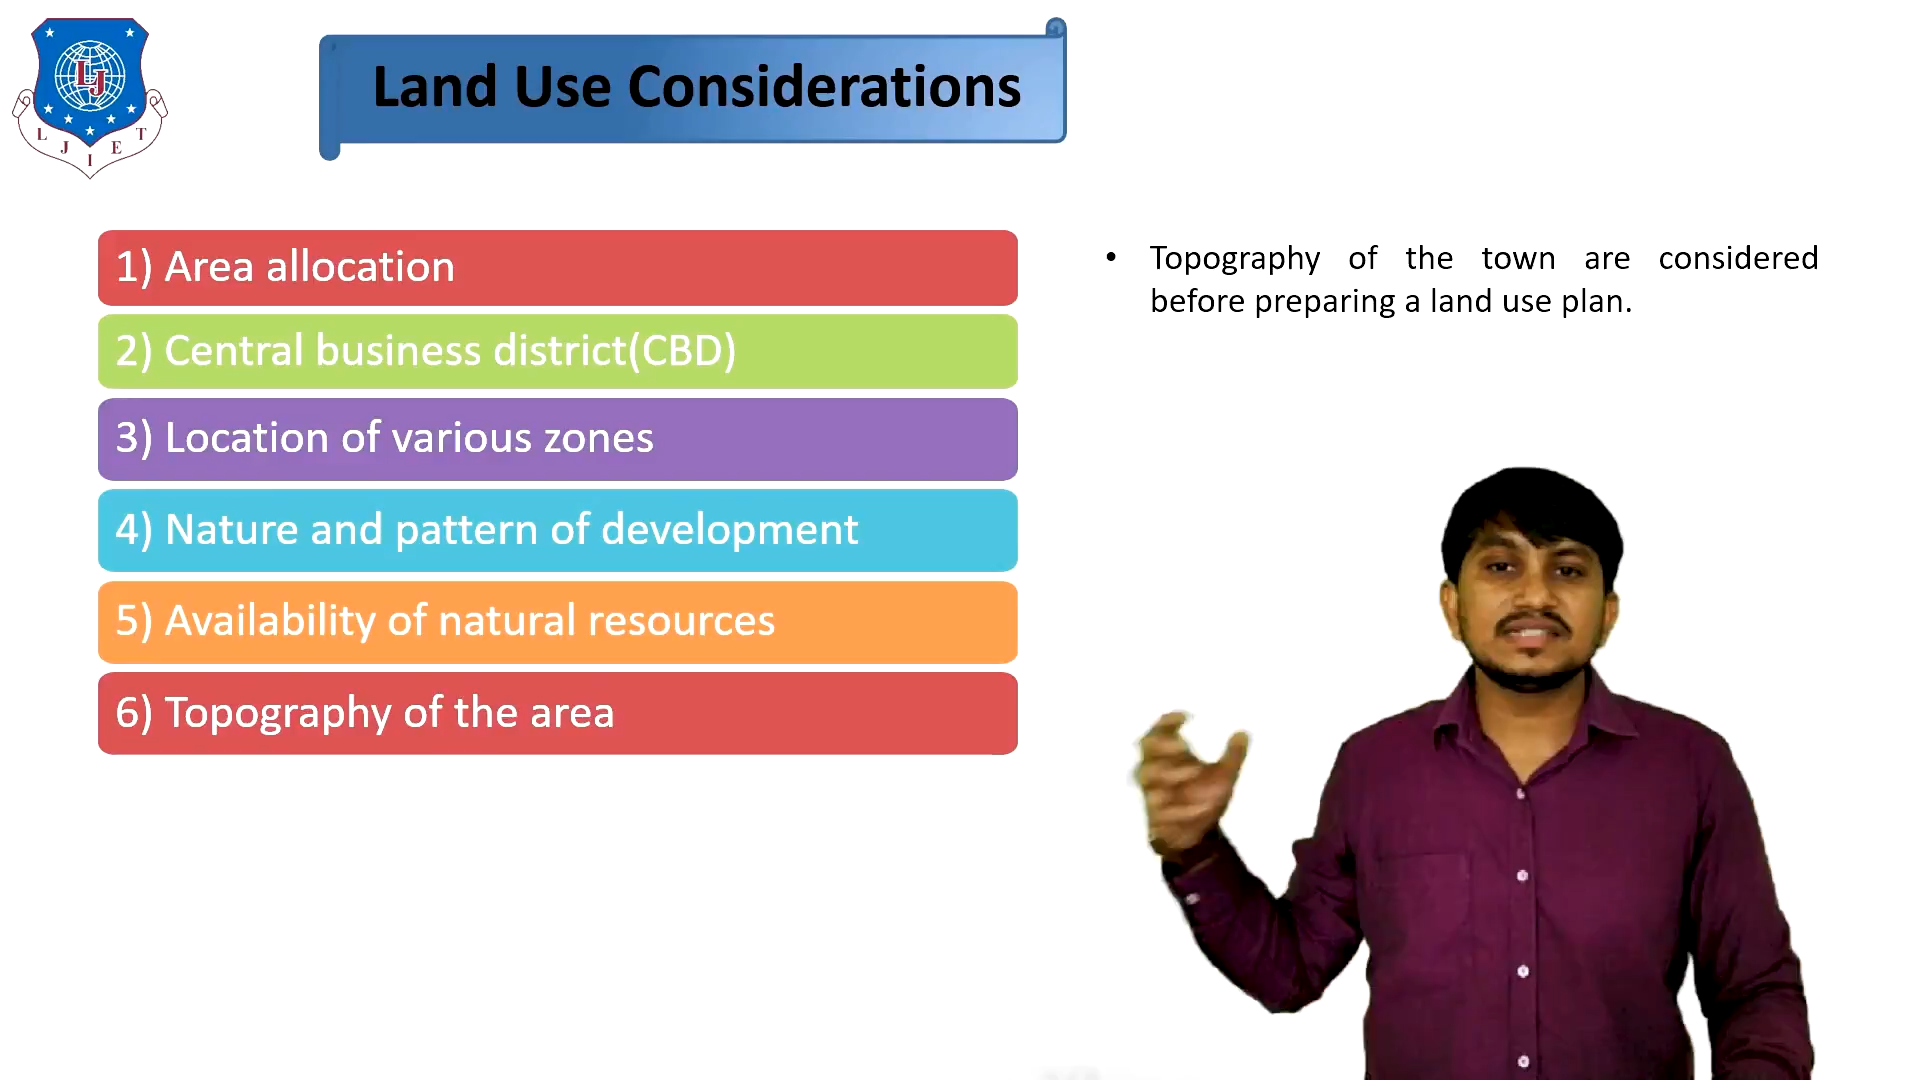 LJ
L J I E T
Land Use Considerations
1) Area allocation
2) Central business district(CBD)
3) Location of various zones
4) Nature and pattern of development
5) Availability of natural resources
6) Topography of the area
• Topography of the town are considered
before preparing a land use plan.